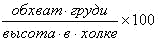 обхват · груди
высота · в · холке
×100